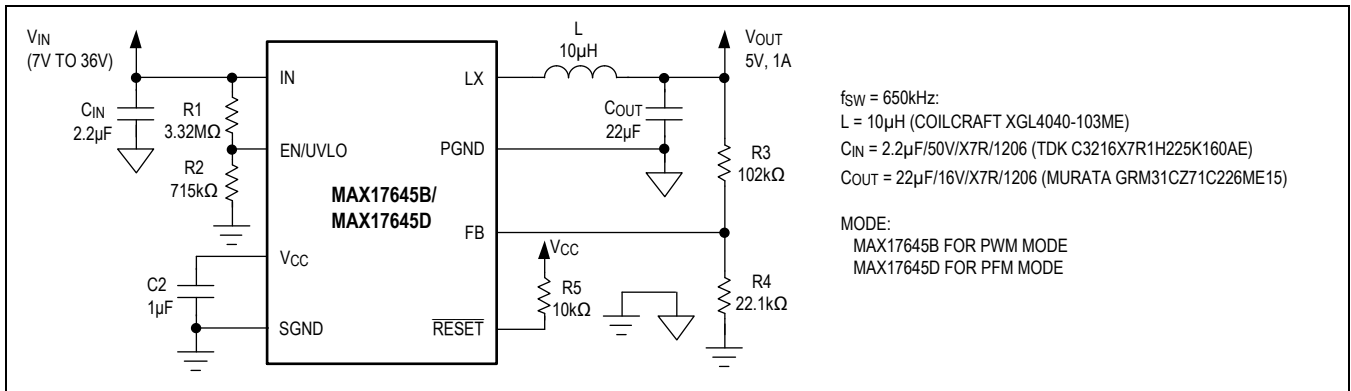 VIN
(7V TO 36V)
CIN
2.2µF
R1
3.32MΩ
R2
715kΩ
C2
1µF
IN
EN/UVLO
VCC
SGND
MAX17645B/
MAX17645D
LX
PGND
FB
RESET
L
10µH
COUT
22µF
VOUT
5V, 1A
R3
102kΩ
VCC
R5
10kΩ
R4
22.1kΩ
fSW = 650kHz:
L = 10µH (COILCRAFT XGL4040-103ME)
CIN = 2.2µF/50V/X7R/1206 (TDK C3216X7R1H225K160AE)
COUT = 22µF/16V/X7R/1206 (MURATA GRM31CZ71C226ME15)
MODE:
MAX17645B FOR PWM MODE
MAX17645D FOR PFM MODE